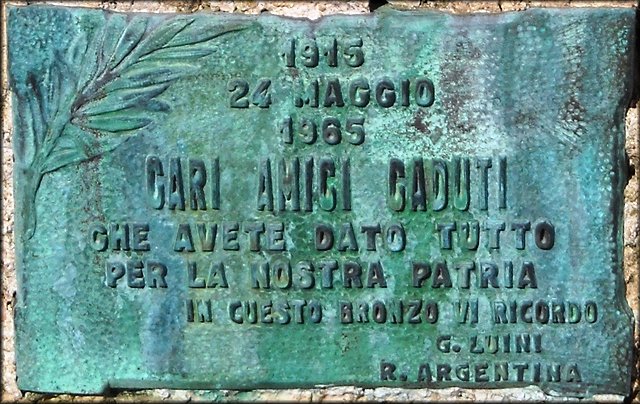 1915
24 MAGGIO
1965
CARI AMICI CADUTI
CHE AVETE DATO TUTTO
PER LA NOSTRA PATRIA
IN QUESTO BRONZO VI RICORDO
G. LUINI
R. ARGENTINA